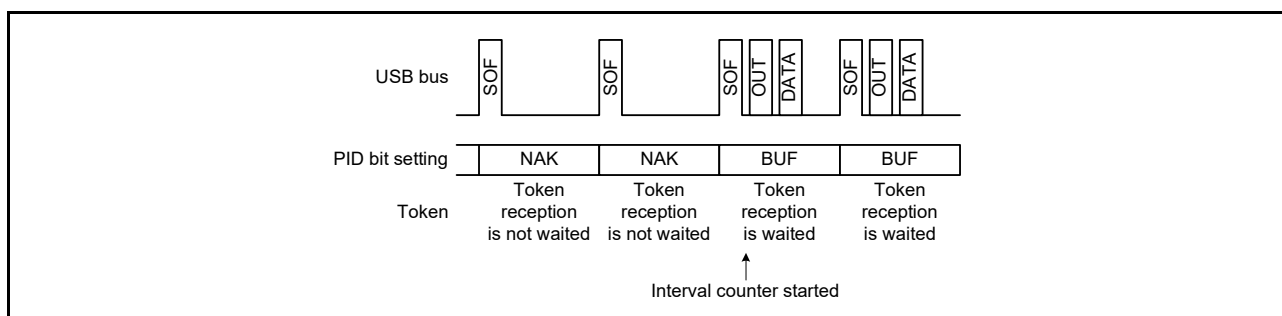 USB bus
SOF
SOF
SOF
OUT
DATA
SOF
OUT
DATA
PID bit setting
NAK
NAK
BUF
BUF
Token
Token
reception
is not waited
Token
reception
is not waited
Token
reception
is waited
Token
reception
is waited
Interval counter started